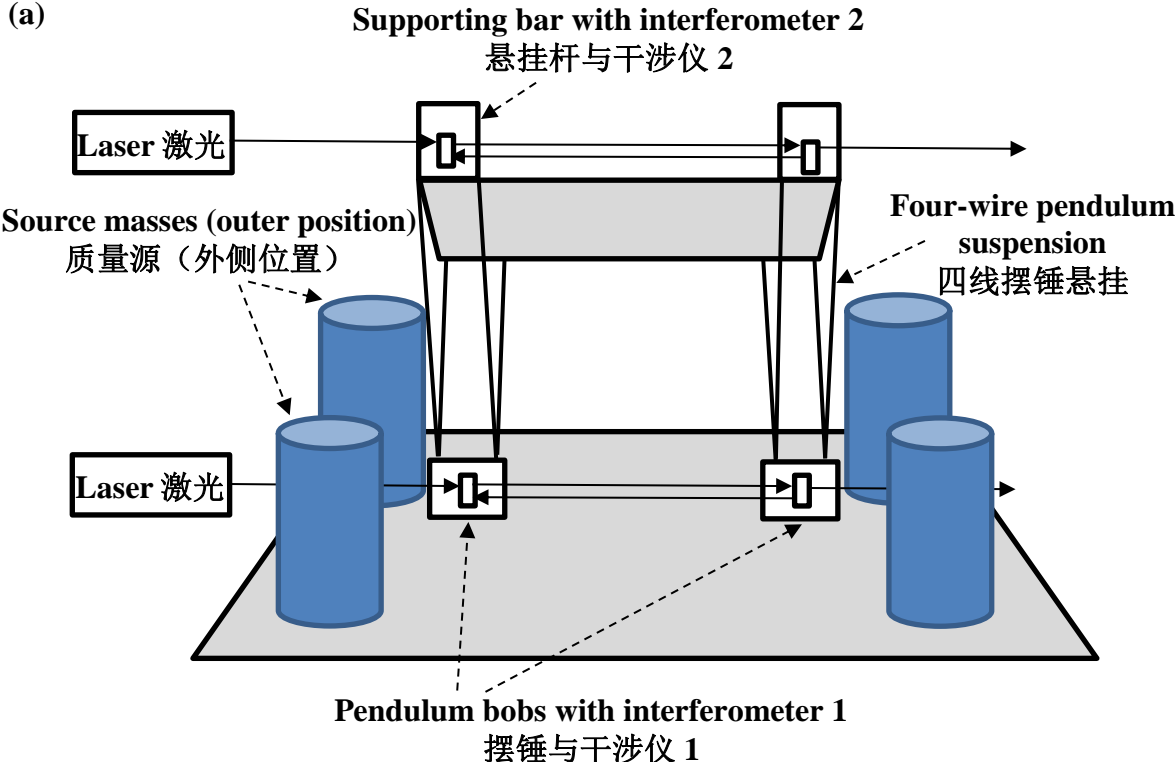 (a)
Supporting bar with interferometer 2
悬挂杆与干涉仪 2
Laser 激光
Source masses (outer position)
质量源（外侧位置）
Four-wire pendulum
suspension
四线摆锤悬挂
Laser 激光
Pendulum bobs with interferometer 1
摆锤与干涉仪 1